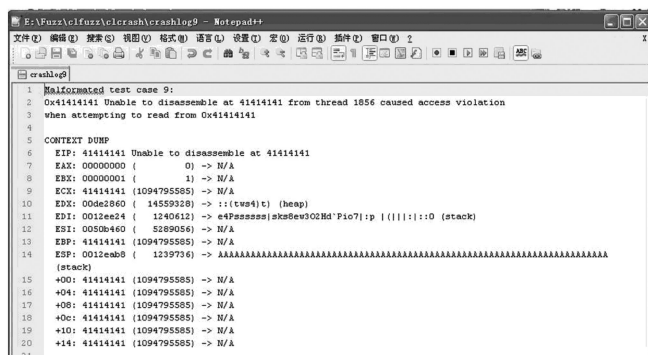 E:\Fuzz\clfuzz\clcrash\crashlog9 - Notepad++
文件(F) 编辑(E) 搜索(S) 视图(V) 格式(M) 语言(L) 设置(T) 宏(O) 运行(R) 插件(P) 窗口(W) ? X
crashlog9
1 Malformated test case 9:
2 0x41414141 Unable to disassemble at 41414141 from thread 1856 caused access violation
3 when attempting to read from 0x41414141
4
5 CONTEXT DUMP
6 EIP: 41414141 Unable to disassemble at 41414141
7 EAX: 00000000 ( 0) -> N/A
8 EBX: 00000001 ( 1) -> N/A
9 ECX: 41414141 (1094795585) -> N/A
10 EDX: 00de2860 ( 14559328) -> ::(tws4)t) (heap)
11 EDI: 0012ee24 ( 1240612) -> e4Pssssss|sks8ew3O2Hd`Pio7|:p |(|||:|::0 (stack)
12 ESI: 0050b460 ( 5289056) -> N/A
13 EBP: 41414141 (1094795585) -> N/A
14 ESP: 0012eab8 ( 1239736) -> AAAAAAAAAAAAAAAAAAAAAAAAAAAAAAAAAAAAAAAAAAAAAAAAAAAAAAAAAAAAAAAAAAAAAA
(stack)
15 +00: 41414141 (1094795585) -> N/A
16 +04: 41414141 (1094795585) -> N/A
17 +08: 41414141 (1094795585) -> N/A
18 +0c: 41414141 (1094795585) -> N/A
19 +10: 41414141 (1094795585) -> N/A
20 +14: 41414141 (1094795585) -> N/A